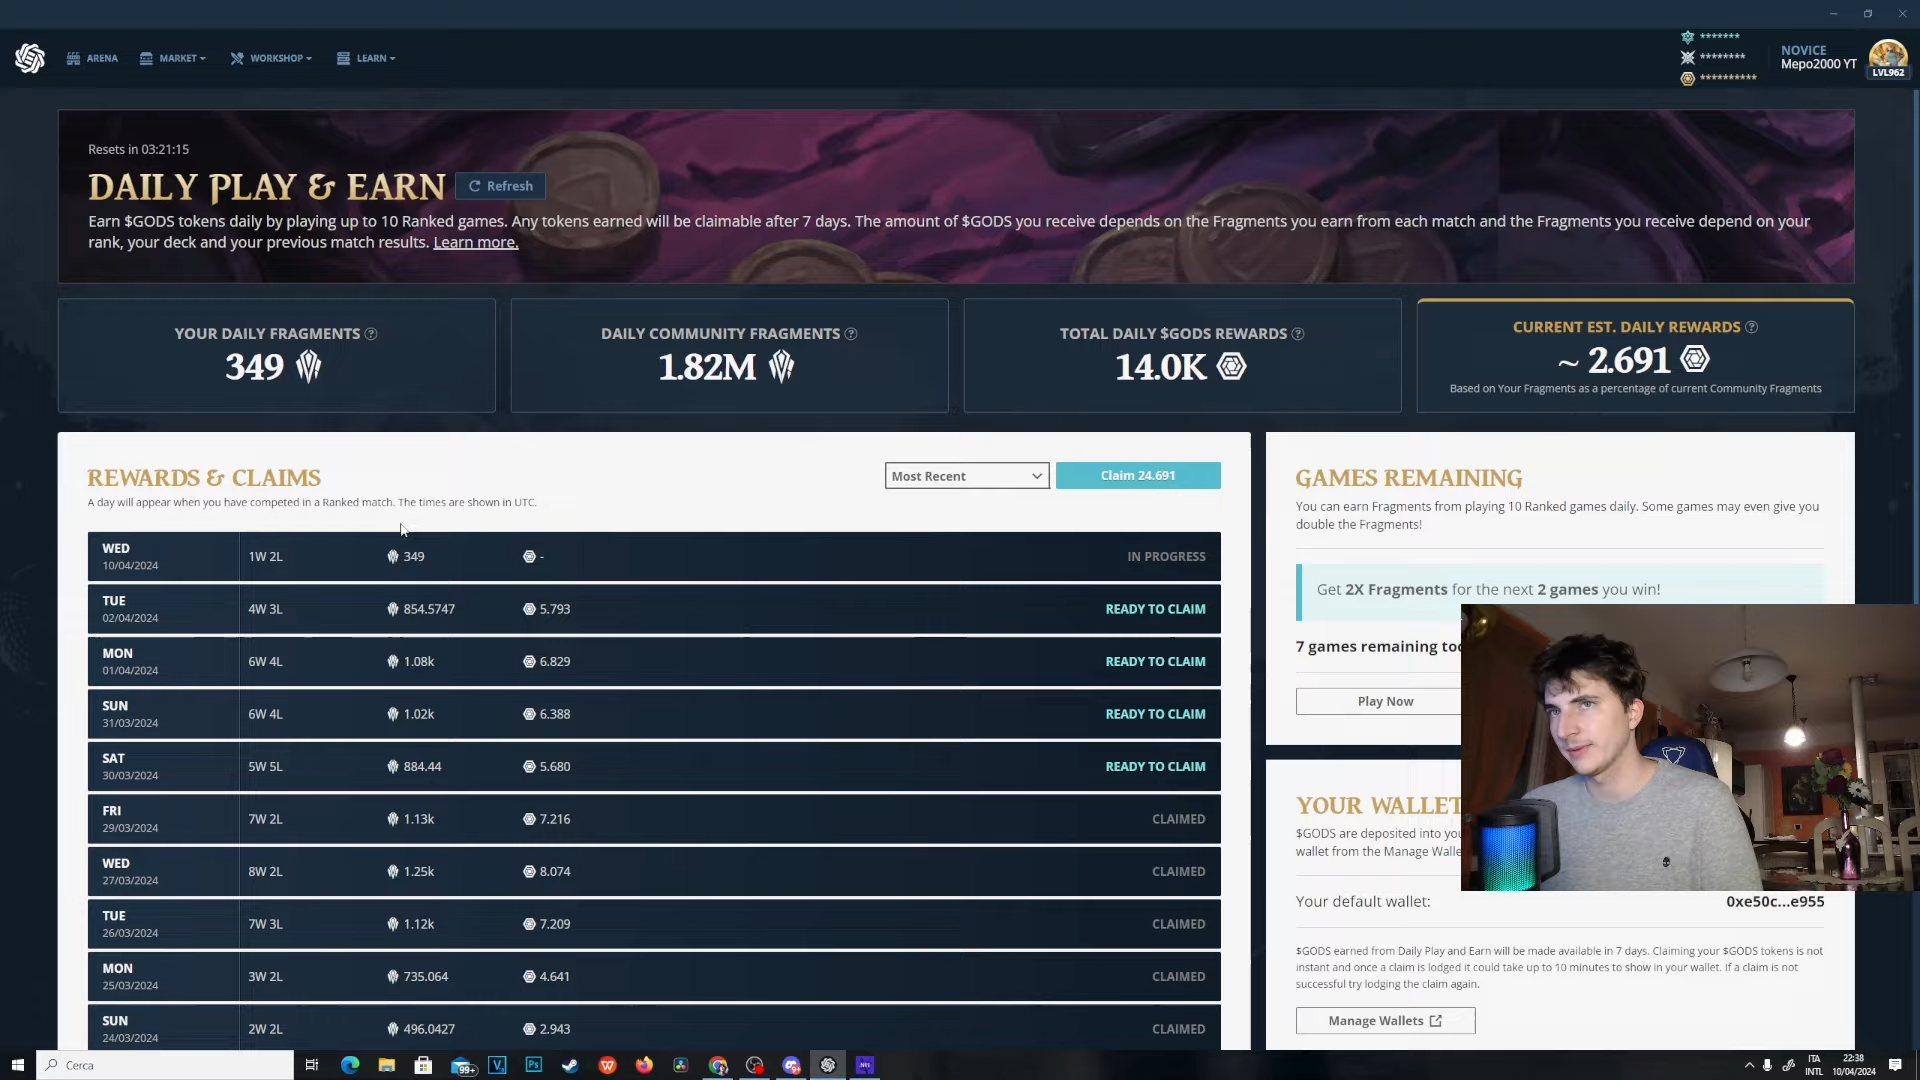 ARENA
MARKET
WORKSHOP
LEARN
*******
********
**********
NOVICE
Mepo2000 YT
LVL962
Resets in 03:21:15
DAILY PLAY & EARN
Refresh
Earn $GODS tokens daily by playing up to 10 Ranked games. Any tokens earned will be claimable after 7 days. The amount of $GODS you receive depends on the Fragments you earn from each match and the Fragments you receive depend on your
rank, your deck and your previous match results. Learn more.
YOUR DAILY FRAGMENTS
349
DAILY COMMUNITY FRAGMENTS
1.82M
TOTAL DAILY $GODS REWARDS
14.0K
CURRENT EST. DAILY REWARDS
~ 2.691
Based on Your Fragments as a percentage of current Community Fragments
REWARDS & CLAIMS
A day will appear when you have competed in a Ranked match. The times are shown in UTC.
Most Recent
Claim 24.691
WED
10/04/2024
1W 2L
349
-
IN PROGRESS
TUE
02/04/2024
4W 3L
854.5747
5.793
READY TO CLAIM
MON
01/04/2024
6W 4L
1.08k
6.829
READY TO CLAIM
SUN
31/03/2024
6W 4L
1.02k
6.388
READY TO CLAIM
SAT
30/03/2024
5W 5L
884.44
5.680
READY TO CLAIM
FRI
29/03/2024
7W 2L
1.13k
7.216
CLAIMED
WED
27/03/2024
8W 2L
1.25k
8.074
CLAIMED
TUE
26/03/2024
7W 3L
1.12k
7.209
CLAIMED
MON
25/03/2024
3W 2L
735.064
4.641
CLAIMED
SUN
24/03/2024
2W 2L
496.0427
2.943
CLAIMED
GAMES REMAINING
You can earn Fragments from playing 10 Ranked games daily. Some games may even give you
double the Fragments!
Get 2X Fragments for the next 2 games you win!
7 games remaining
Play Now
YOUR WALLET
$GODS are deposited into
wallet from the Manage
Your default wallet:
0xe50c...e955
$GODS earned from Daily Play and Earn will be made available in 7 days. Claiming your $GODS tokens is not
instant and once a claim is lodged it could take up to 10 minutes to show in your wallet. If a claim is not
successful try lodging the claim again.
Manage Wallets
Cerca
99+
ITA
INTL
22:38
10/04/2024